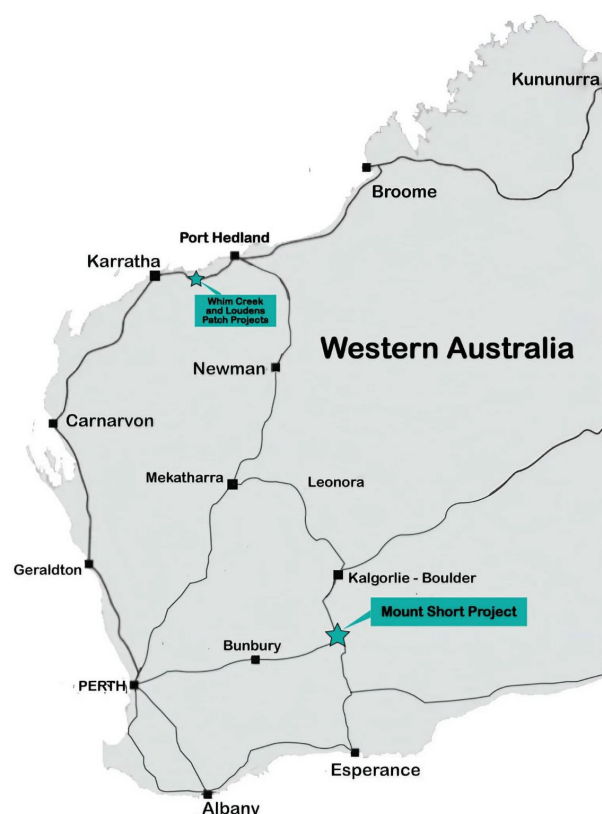 Kununurra
Broome
Port Hedland
Karratha
Whim Creek
and Loudens
Patch Projects
Western Australia
Newman
Carnarvon
Mekatharra
Leonora
Geraldton
Kalgorlie - Boulder
Mount Short Project
Bunbury
PERTH
Esperance
Albany